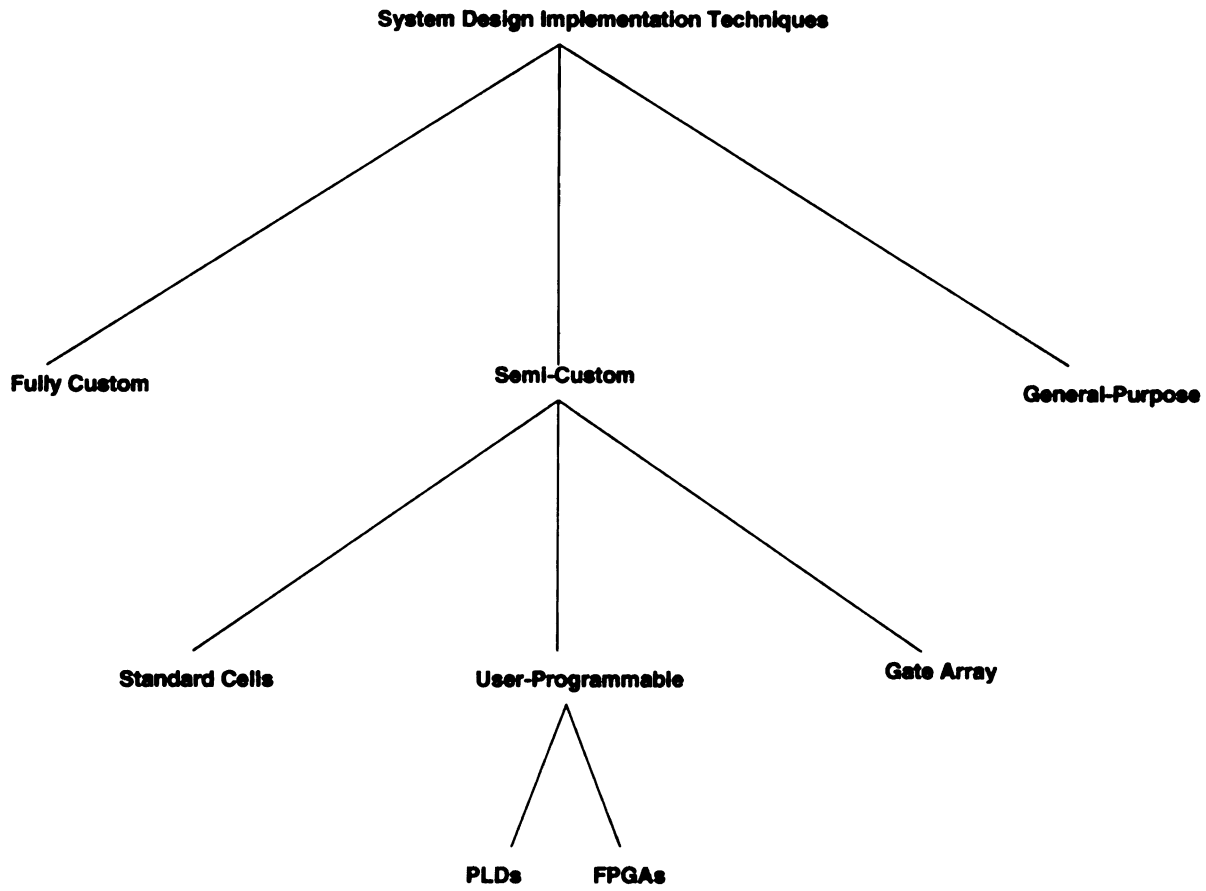 System Design Implementation Techniques
Fully Custom
Semi-Custom
General-Purpose
Standard Cells
User-Programmable
Gate Array
PLDs
FPGAs